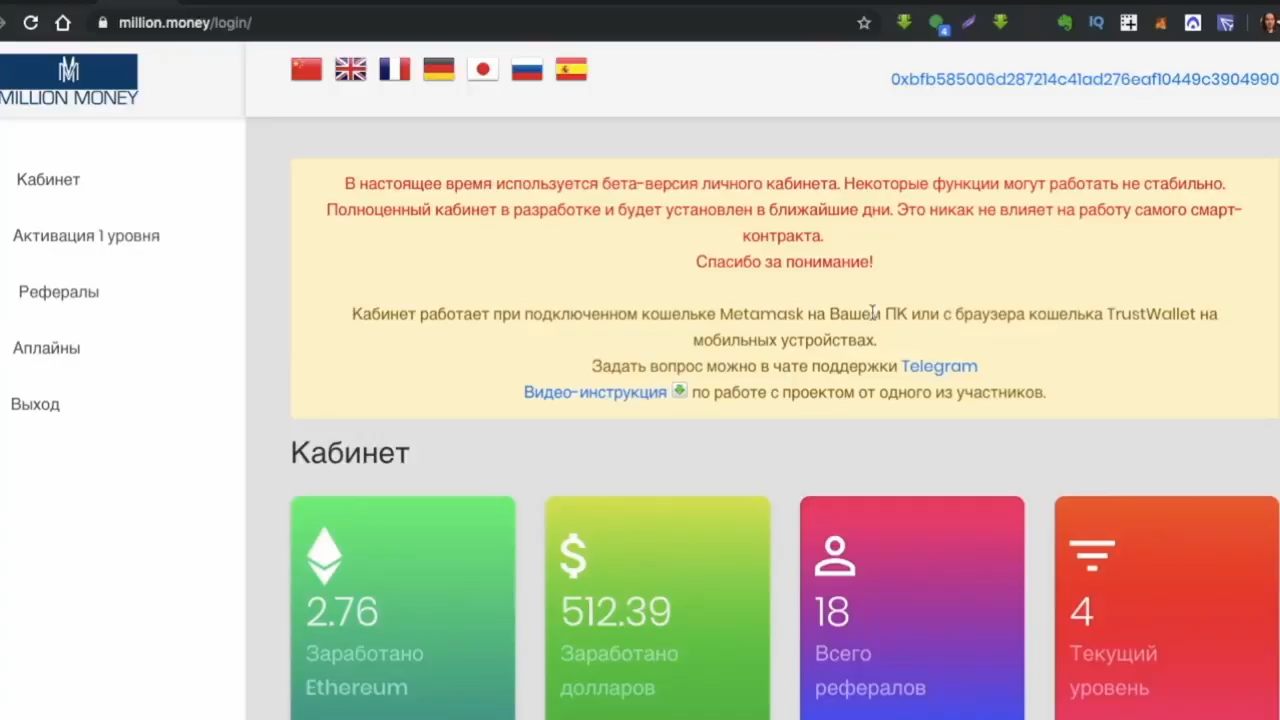 million.money/login/
4
IQ
MILLION MONEY
0xbfb585006d287214c41ad276eaf10449c3904990
Кабинет
Активация 1 уровня
Рефералы
Аплайны
Выход
В настоящее время используется бета-версия личного кабинета. Некоторые функции могут работать не стабильно.
Полноценный кабинет в разработке и будет установлен в ближайшие дни. Это никак не влияет на работу самого смарт-
контракта.
Спасибо за понимание!
Кабинет работает при подключенном кошельке Metamask на Вашем ПК или с браузера кошелька TrustWallet на
мобильных устройствах.
Задать вопрос можно в чате поддержки Telegram
Видео-инструкция по работе с проектом от одного из участников.
Кабинет
2.76
Заработано
Ethereum
$
512.39
Заработано
долларов
18
Всего
рефералов
4
Текущий
уровень